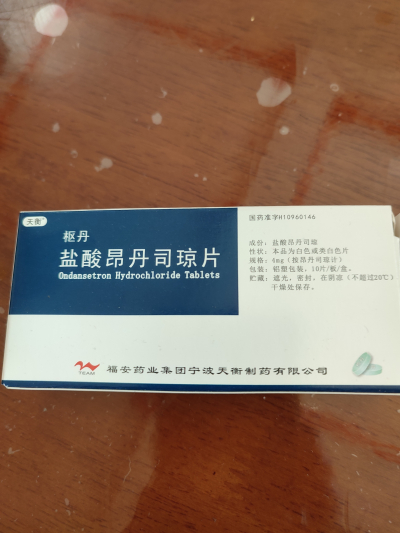 天衡
国药准字H10960146
枢丹
盐酸昂丹司琼片
Ondansetron Hydrochloride Tablets
成份：盐酸昂丹司琼
性状：本品为白色或类白色片
规格：4mg（按昂丹司琼计）
包装：铝塑包装，10片/板/盒。
贮藏：遮光，密封，在阴凉（不超过20℃）
干燥处保存。
TEAM
福安药业集团宁波天衡制药有限公司